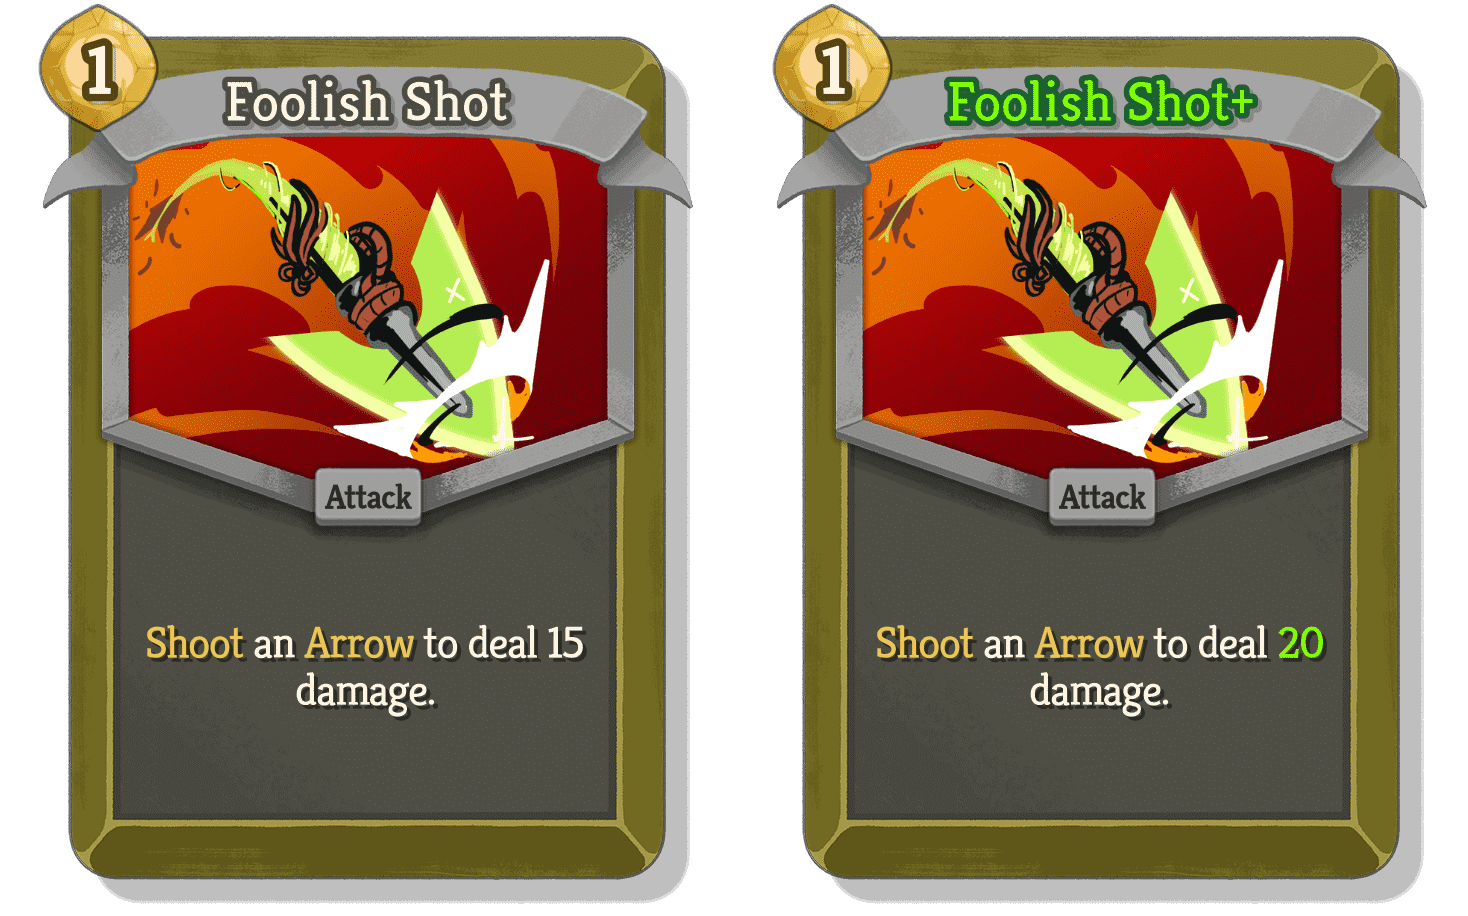 1
Foolish Shot
Attack
Shoot an Arrow to deal 15
damage.
1
Foolish Shot+
Attack
Shoot an Arrow to deal 20
damage.